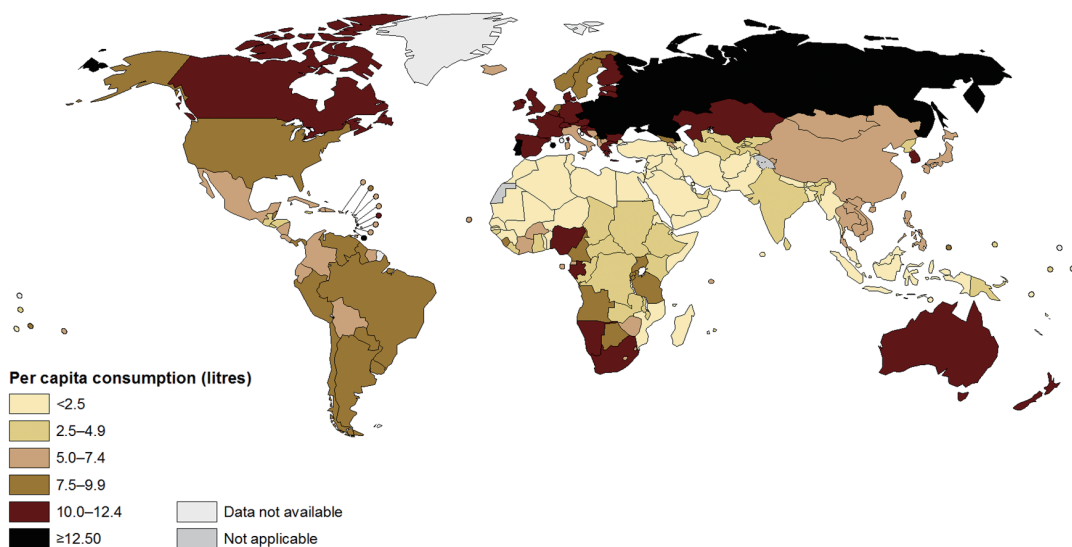 Per capita consumption (litres)
<2.5
2.5–4.9
5.0–7.4
7.5–9.9
10.0–12.4
≥12.50
Data not available
Not applicable